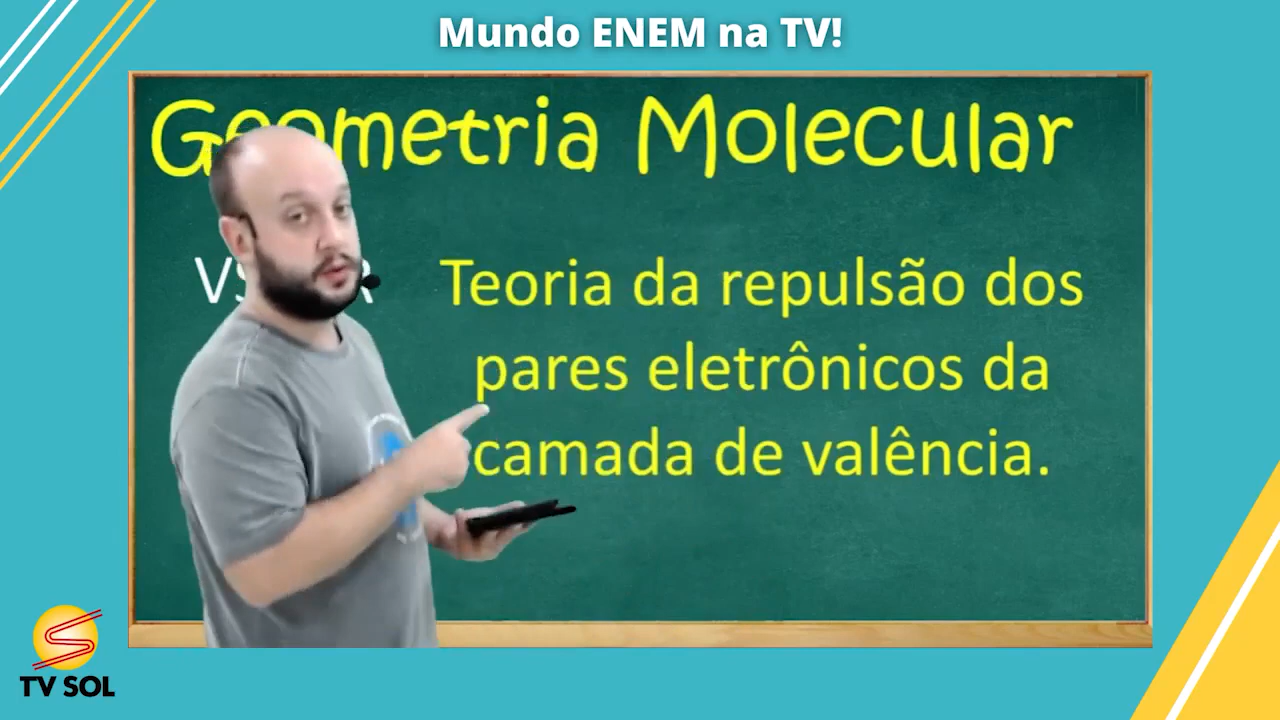 Mundo ENEM na TV!
Geometria Molecular
Teoria da repulsão dos
pares eletrônicos da
camada de valência.
TV SOL